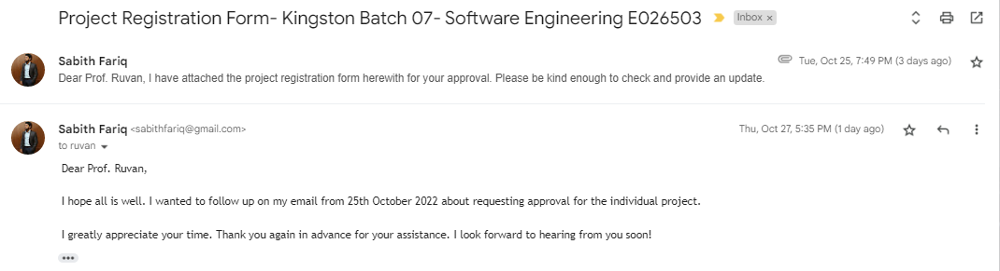 Project Registration Form- Kingston Batch 07- Software Engineering E026503 Inbox ×
Sabith Fariq Tue, Oct 25, 7:49 PM (3 days ago)
Dear Prof. Ruvan, I have attached the project registration form herewith for your approval. Please be kind enough to check and provide an update.
Sabith Fariq <sabithfariq@gmail.com> Thu, Oct 27, 5:35 PM (1 day ago)
to ruvan
Dear Prof. Ruvan,
I hope all is well. I wanted to follow up on my email from 25th October 2022 about requesting approval for the individual project.
I greatly appreciate your time. Thank you again in advance for your assistance. I look forward to hearing from you soon!